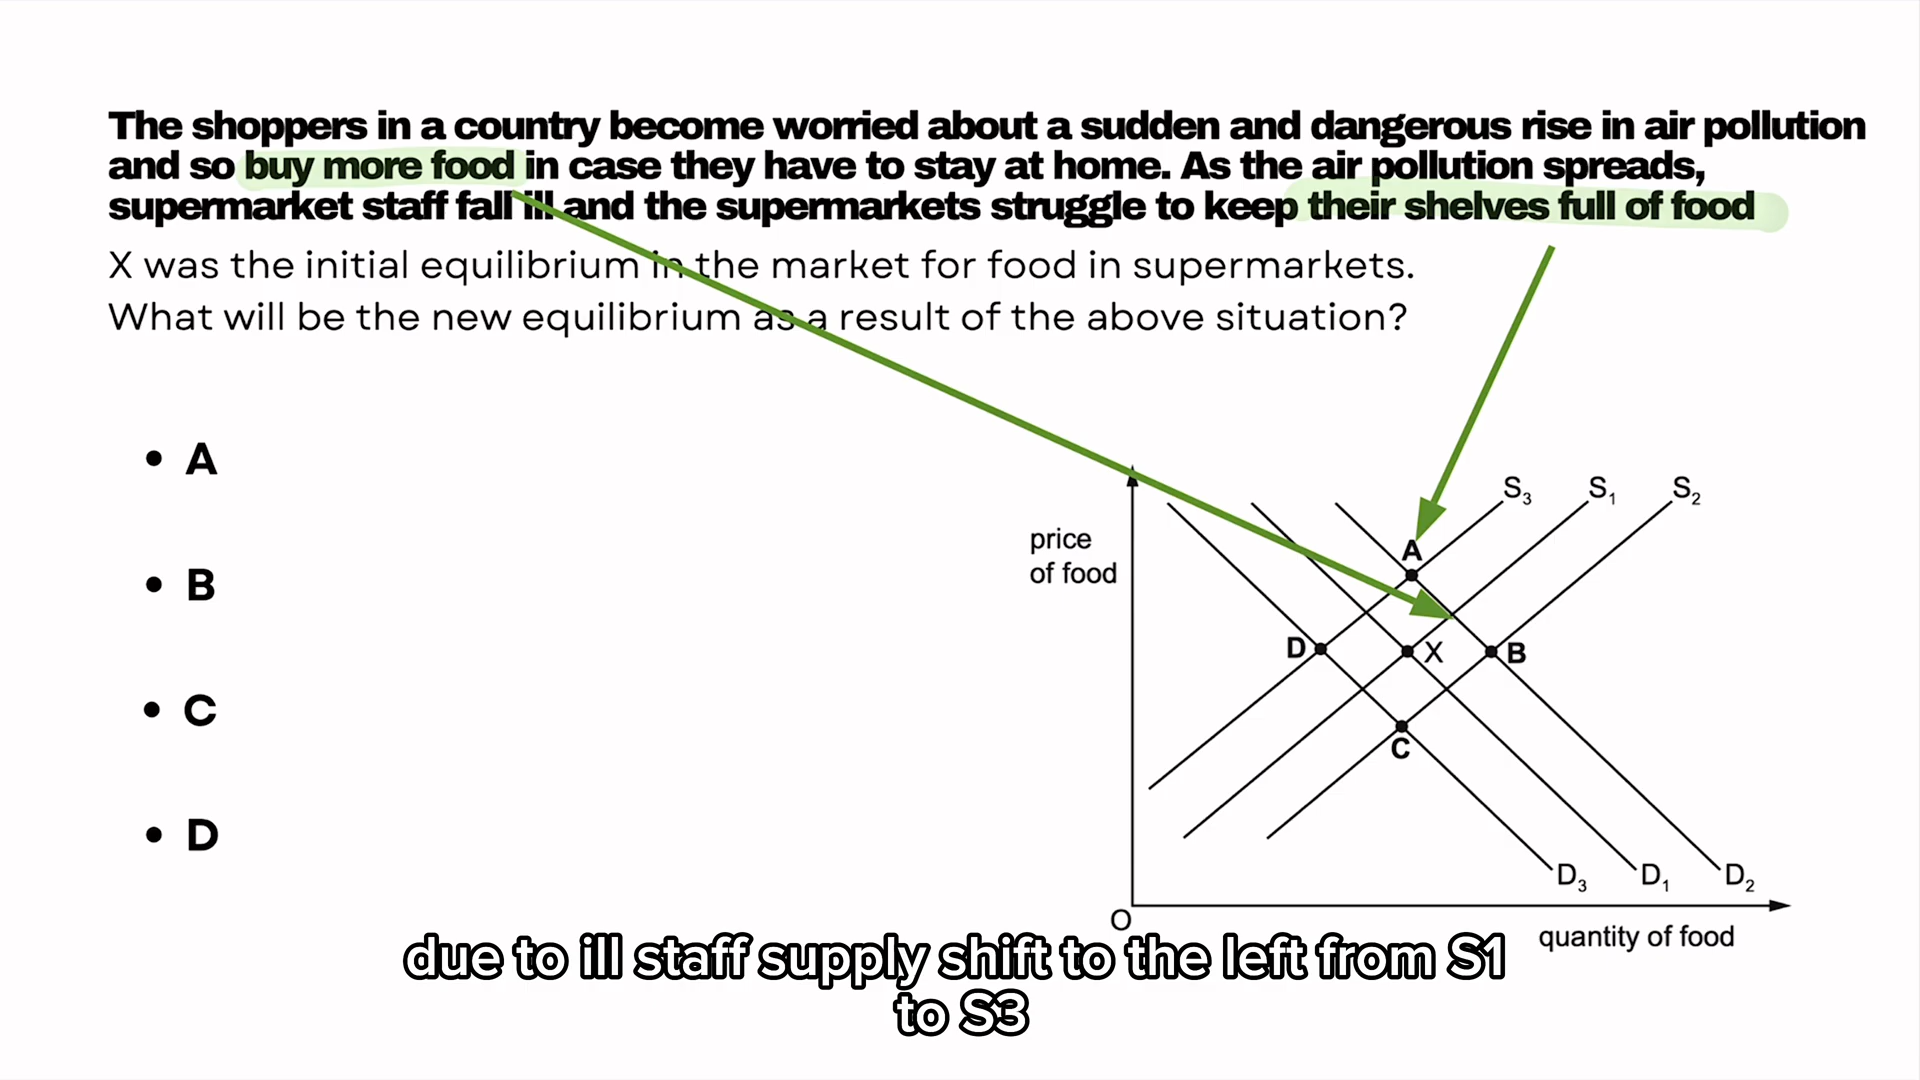 The shoppers in a country become worried about a sudden and dangerous rise in air pollution
and so buy more food in case they have to stay at home. As the air pollution spreads,
supermarket staff fall ill and the supermarkets struggle to keep their shelves full of food
X was the initial equilibrium in the market for food in supermarkets.
What will be the new equilibrium as a result of the above situation?
• A
• B
• C
• D
price
of food
S₃ S₁ S₂
A
D X B
C
D₃ D₁ D₂
O
quantity of food
due to ill staff supply shift to the left from S1
to S3